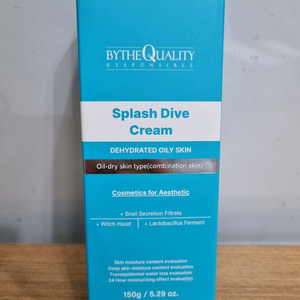 BYTHEQUALITY
RESPONSIBLE
Splash Dive
Cream
DEHYDRATED OILY SKIN
Oil-dry skin type(combination skin)
Cosmetics for Aesthetic
+ Snail Secretion Filtrate
+ Witch Hazel + Lactobacillus Ferment
Skin moisture content evaluation
Deep skin moisture content evaluation
Transepidermal water loss evaluation
24 Hour moisturizing effect evaluation
150g / 5.29 oz.